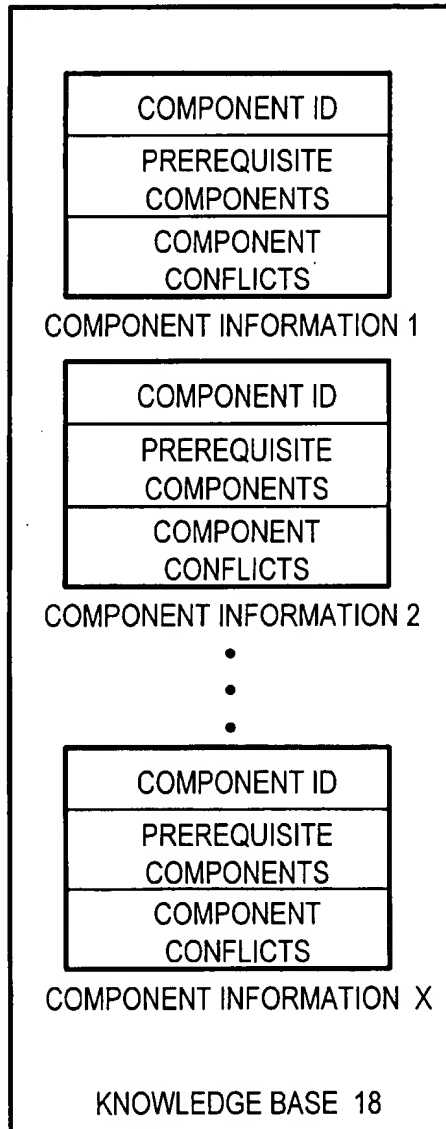 COMPONENT ID
PREREQUISITE
COMPONENTS
COMPONENT
CONFLICTS
COMPONENT INFORMATION 1
COMPONENT ID
PREREQUISITE
COMPONENTS
COMPONENT
CONFLICTS
COMPONENT INFORMATION 2
COMPONENT ID
PREREQUISITE
COMPONENTS
COMPONENT
CONFLICTS
COMPONENT INFORMATION X
KNOWLEDGE BASE 18